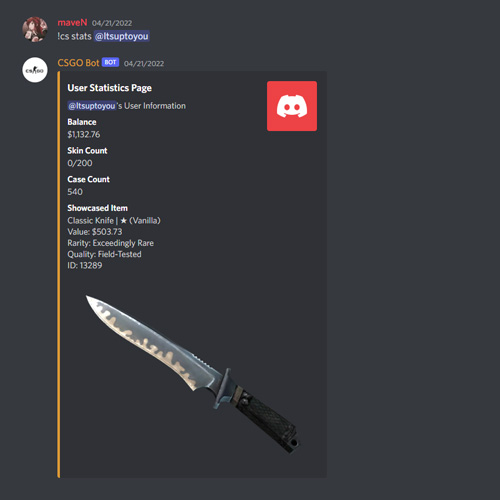 maveN 04/21/2022
!cs stats @Itsuptoyou
CS:GO
CSGO Bot BOT 04/21/2022
User Statistics Page
@Itsuptoyou's User Information
Balance
$1,132.76
Skin Count
0/200
Case Count
540
Showcased Item
Classic Knife | ★ (Vanilla)
Value: $503.73
Rarity: Exceedingly Rare
Quality: Field-Tested
ID: 13289